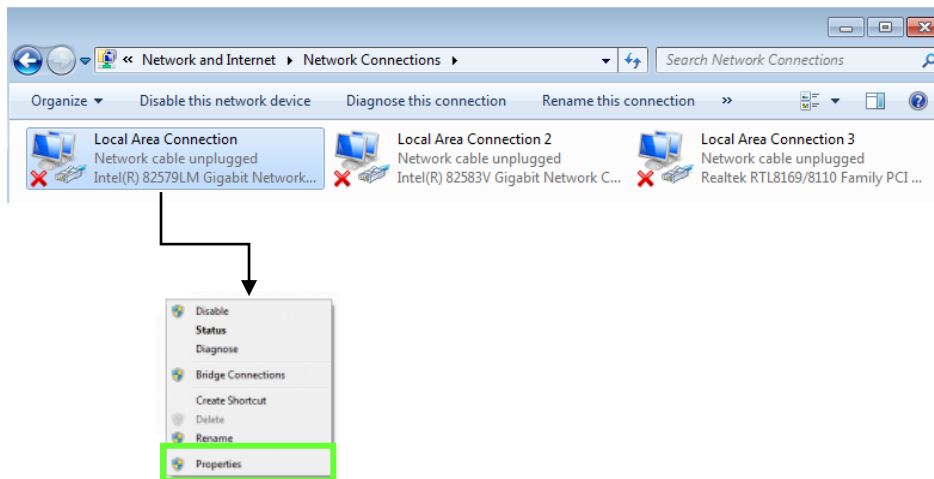 « Network and Internet Network Connections Search Network Connections
Organize Disable this network device Diagnose this connection Rename this connection »
Local Area Connection
Network cable unplugged
Intel(R) 82579LM Gigabit Network...
Local Area Connection 2
Network cable unplugged
Intel(R) 82583V Gigabit Network C...
Local Area Connection 3
Network cable unplugged
Realtek RTL8169/8110 Family PCI ...
Disable
Status
Diagnose
Bridge Connections
Create Shortcut
Delete
Rename
Properties